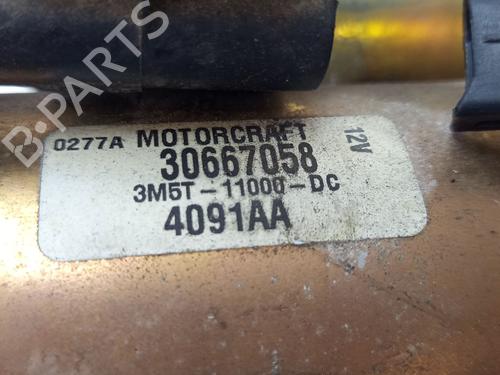 B-Parts
0277A MOTORCRAFT 12V
30667058
3M5T-11000-DC
4091AA